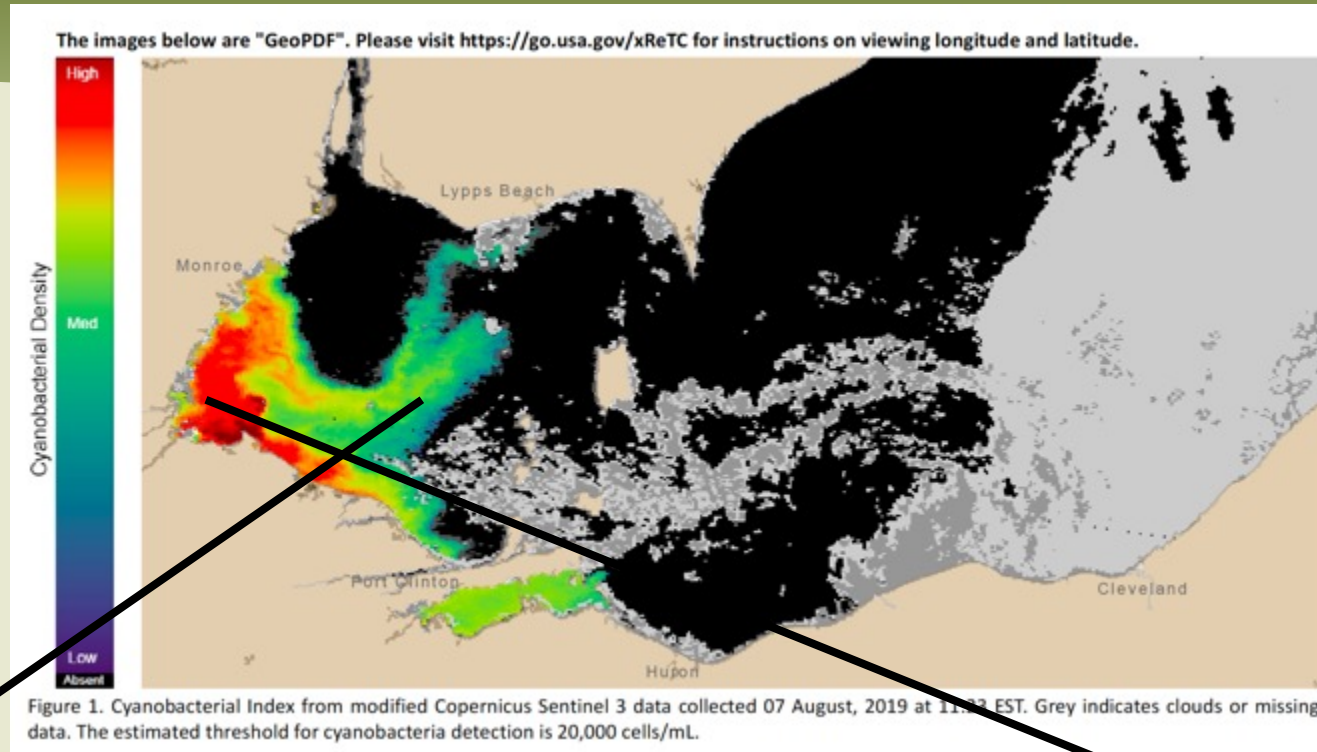 The images below are "GeoPDF". Please visit https://go.usa.gov/xReTC for instructions on viewing longitude and latitude.
High
Lypps Beach
Monroe
Cyanobacterial Density
Med
Port Clinton
Cleveland
Low
Absent
Huron
Figure 1. Cyanobacterial Index from modified Copernicus Sentinel 3 data collected 07 August, 2019 at EST. Grey indicates clouds or missing
data. The estimated threshold for cyanobacteria detection is 20,000 cells/mL.